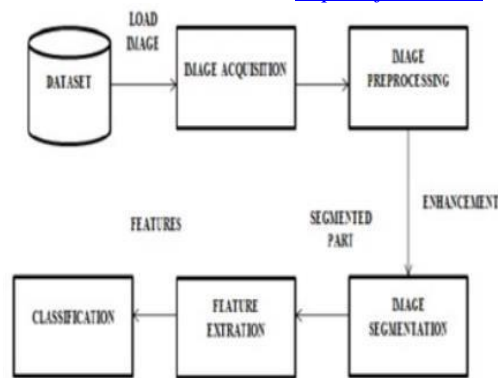 LOAD
IMAGE
DATASET
IMAGE ACQUISITION
IMAGE
PREPROCESSING
ENHANCEMENT
SEGMENTED
PART
FEATURES
IMAGE
SEGMENTATION
FEATURE
EXTRATION
CLASSIFICATION